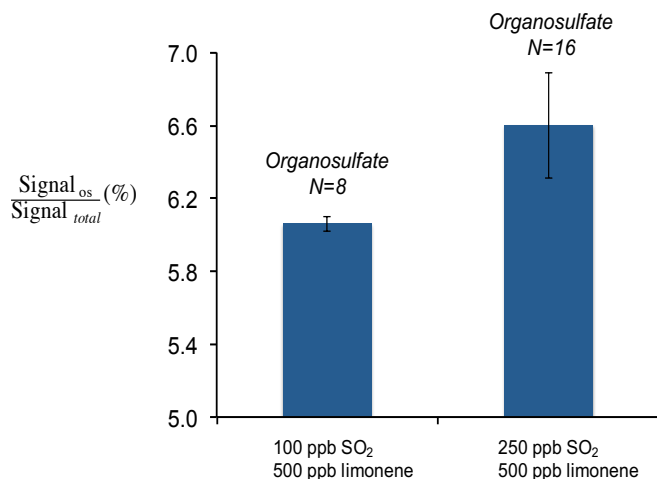 Organosulfate
N=16
7.0
6.6
Organosulfate
N=8
Signal os
Signal total
(%)
6.2
5.8
5.4
5.0
100 ppb SO₂
500 ppb limonene
250 ppb SO₂
500 ppb limonene